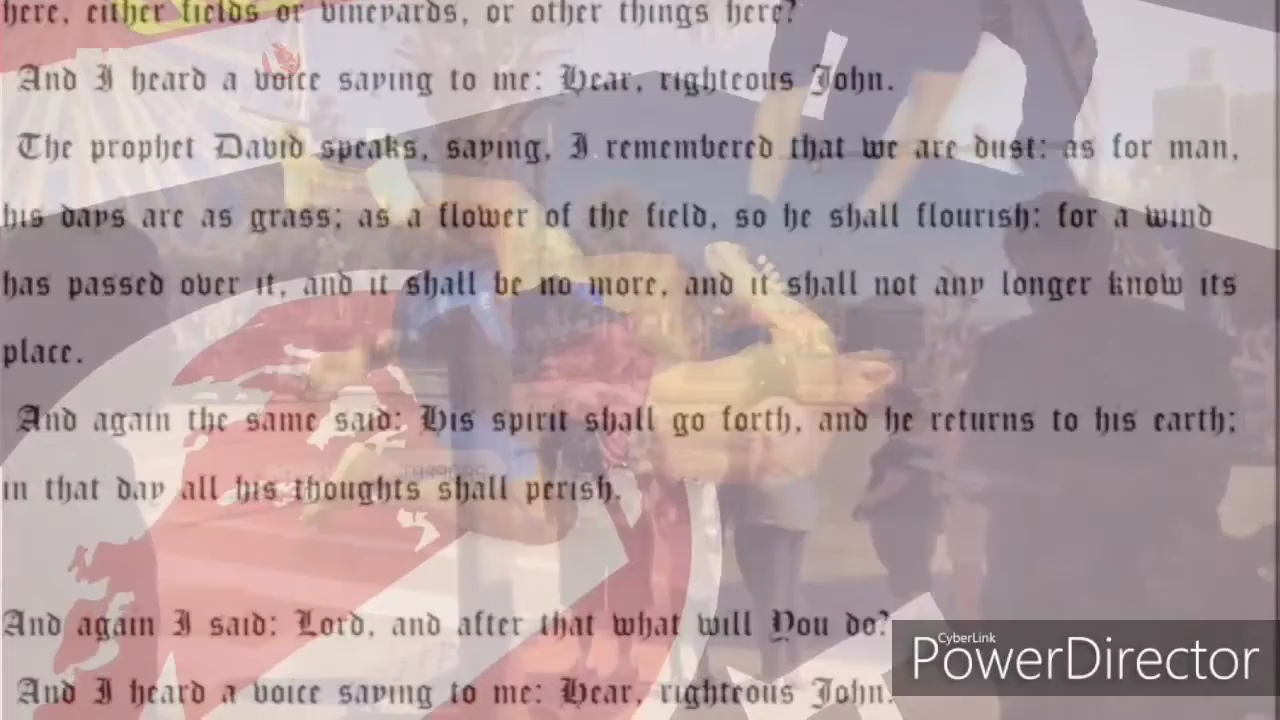 here, either fields or vineyards, or other things here?
And I heard a voice saying to me: Hear, righteous John.
The prophet David speaks, saying, I remembered that we are dust: as for man,
his days are as grass; as a flower of the field, so he shall flourish: for a wind
has passed over it, and it shall be no more, and it shall not any longer know its
place.
And again the same said: His spirit shall go forth, and he returns to his earth;
in that day all his thoughts shall perish.
And again I said: Lord, and after that what will You do?
And I heard a voice saying to me: Hear, righteous John.
CyberLink
PowerDirector